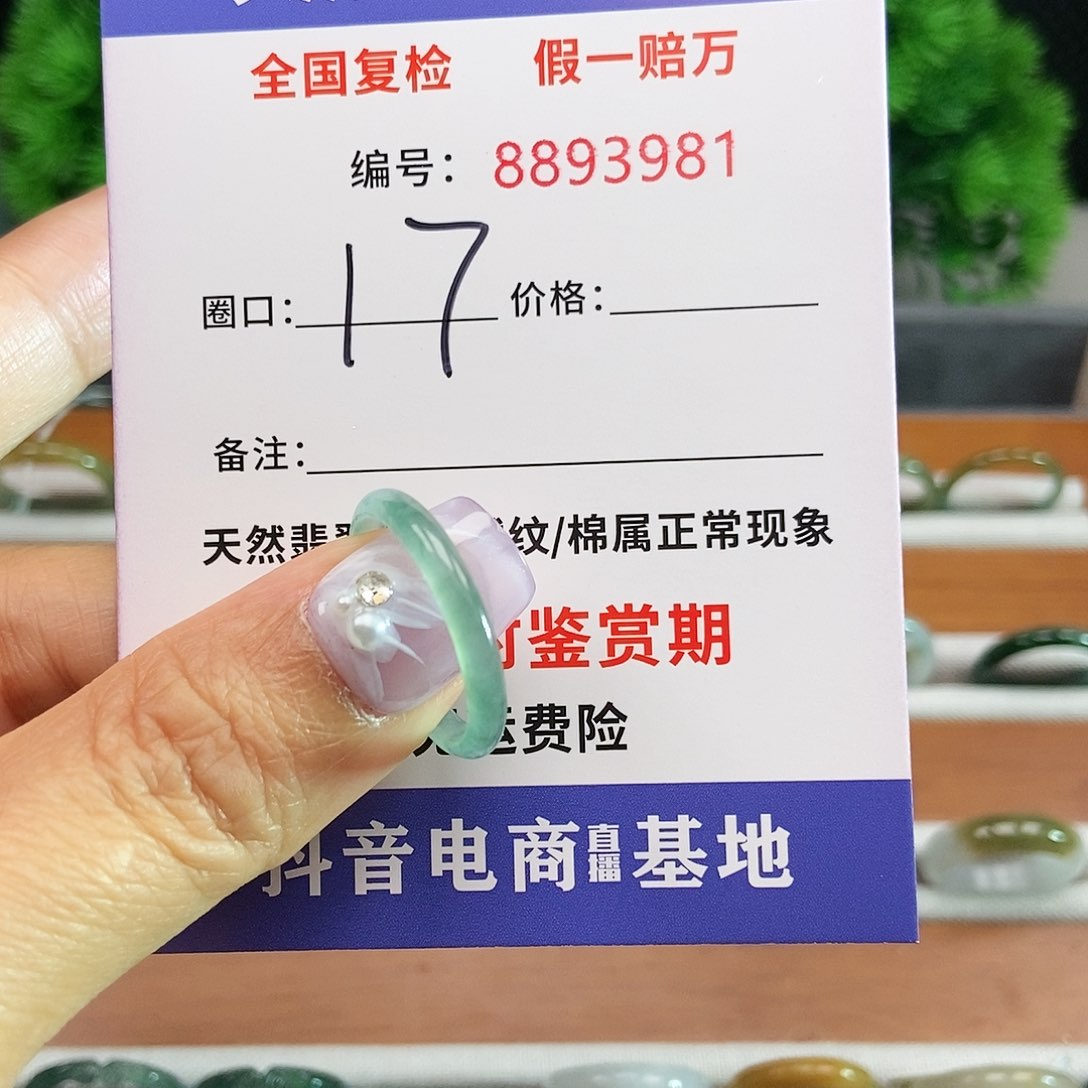 全国复检 假一赔万
编号：8893981
圈口：17 价格：
备注：
天然翡翠 纹/棉属正常现象
时鉴赏期
运费险
抖音电商直播基地